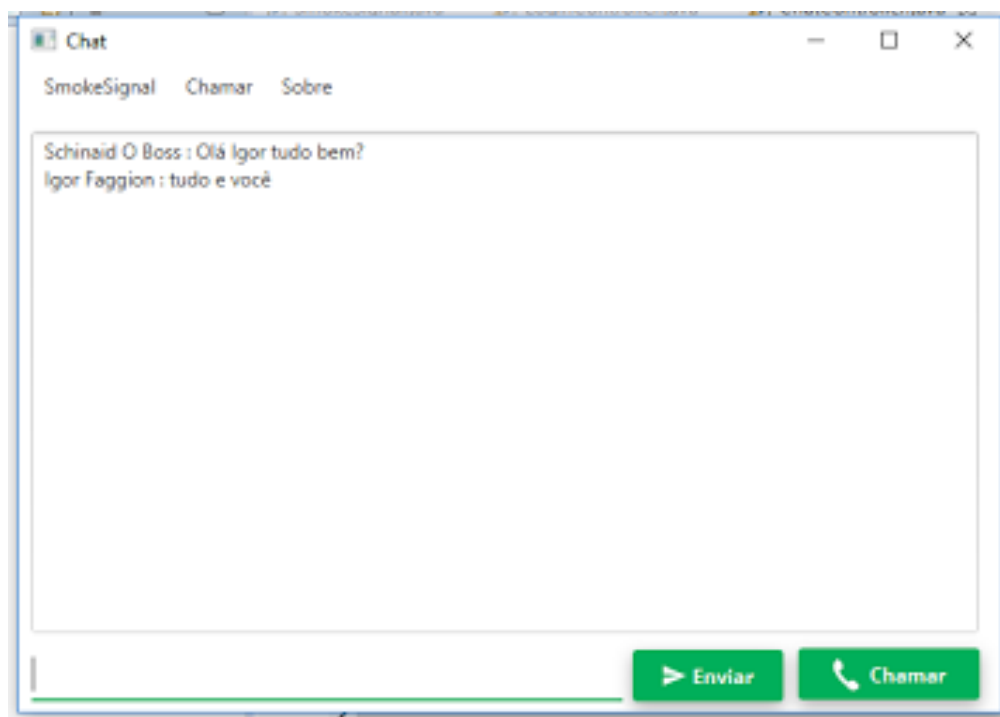 Chat
SmokeSignal Chamar Sobre
Schinaid O Boss : Olá Igor tudo bem?
Igor Faggion : tudo e você
Enviar Chamar